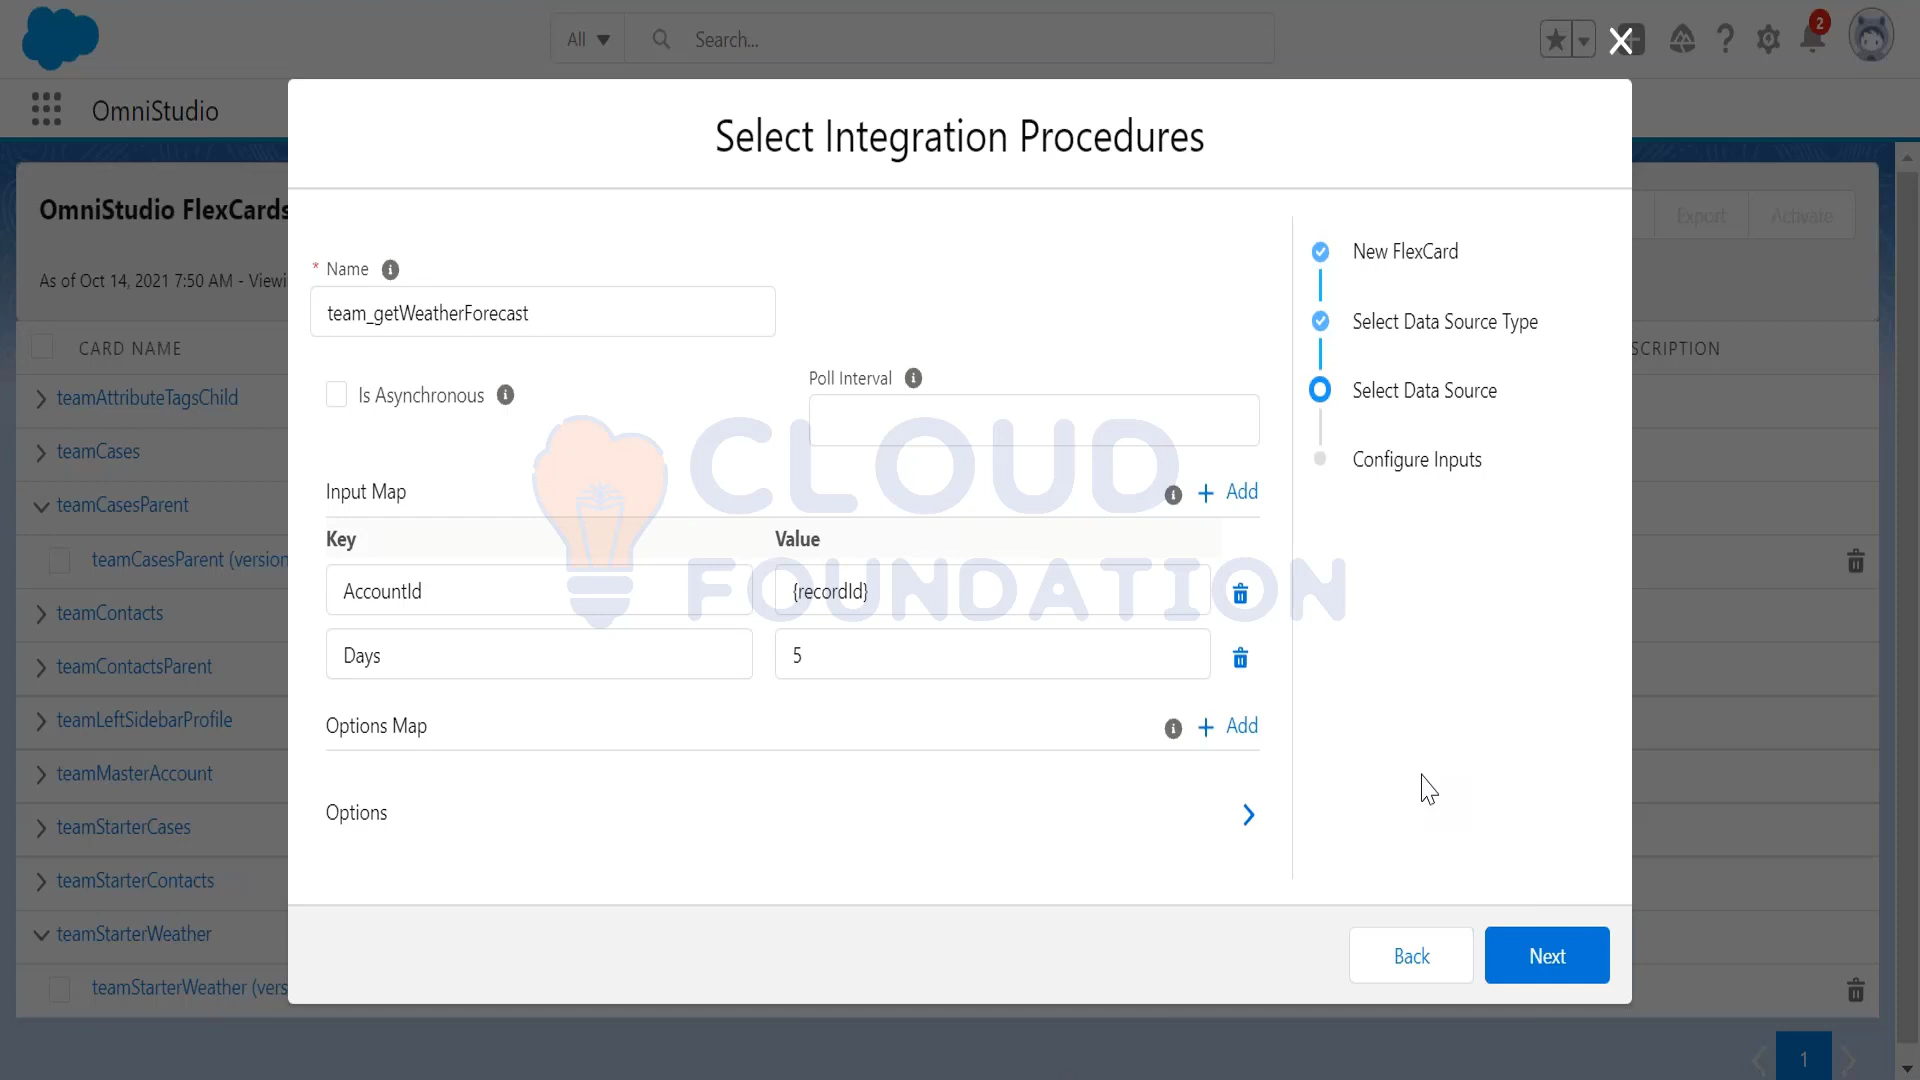 All
Search...
2
OmniStudio
Select Integration Procedures
OmniStudio FlexCards
Export
Activate
As of Oct 14, 2021 7:50 AM - Viewi
CARD NAME
SCRIPTION
teamAttributeTagsChild
teamCases
teamCasesParent
teamCasesParent (version
teamContacts
teamContactsParent
teamLeftSidebarProfile
teamMasterAccount
teamStarterCases
teamStarterContacts
teamStarterWeather
teamStarterWeather (vers
* Name
team_getWeatherForecast
Is Asynchronous
Poll Interval
Input Map
+ Add
Key
Value
AccountId
{recordId}
Days
5
Options Map
+ Add
Options
New FlexCard
Select Data Source Type
Select Data Source
Configure Inputs
CLOUD
FOUNDATION
Back
Next
1